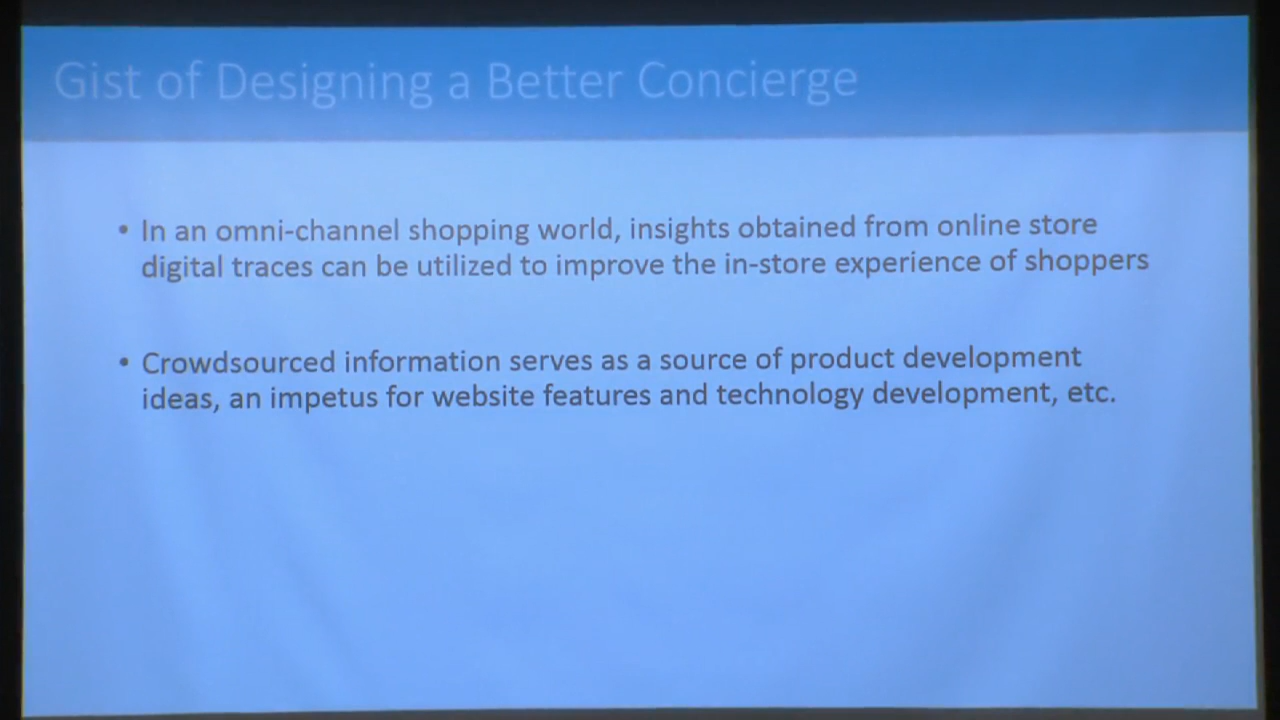 Gist of Designing a Better Concierge
• In an omni-channel shopping world, insights obtained from online store
digital traces can be utilized to improve the in-store experience of shoppers
• Crowdsourced information serves as a source of product development
ideas, an impetus for website features and technology development, etc.